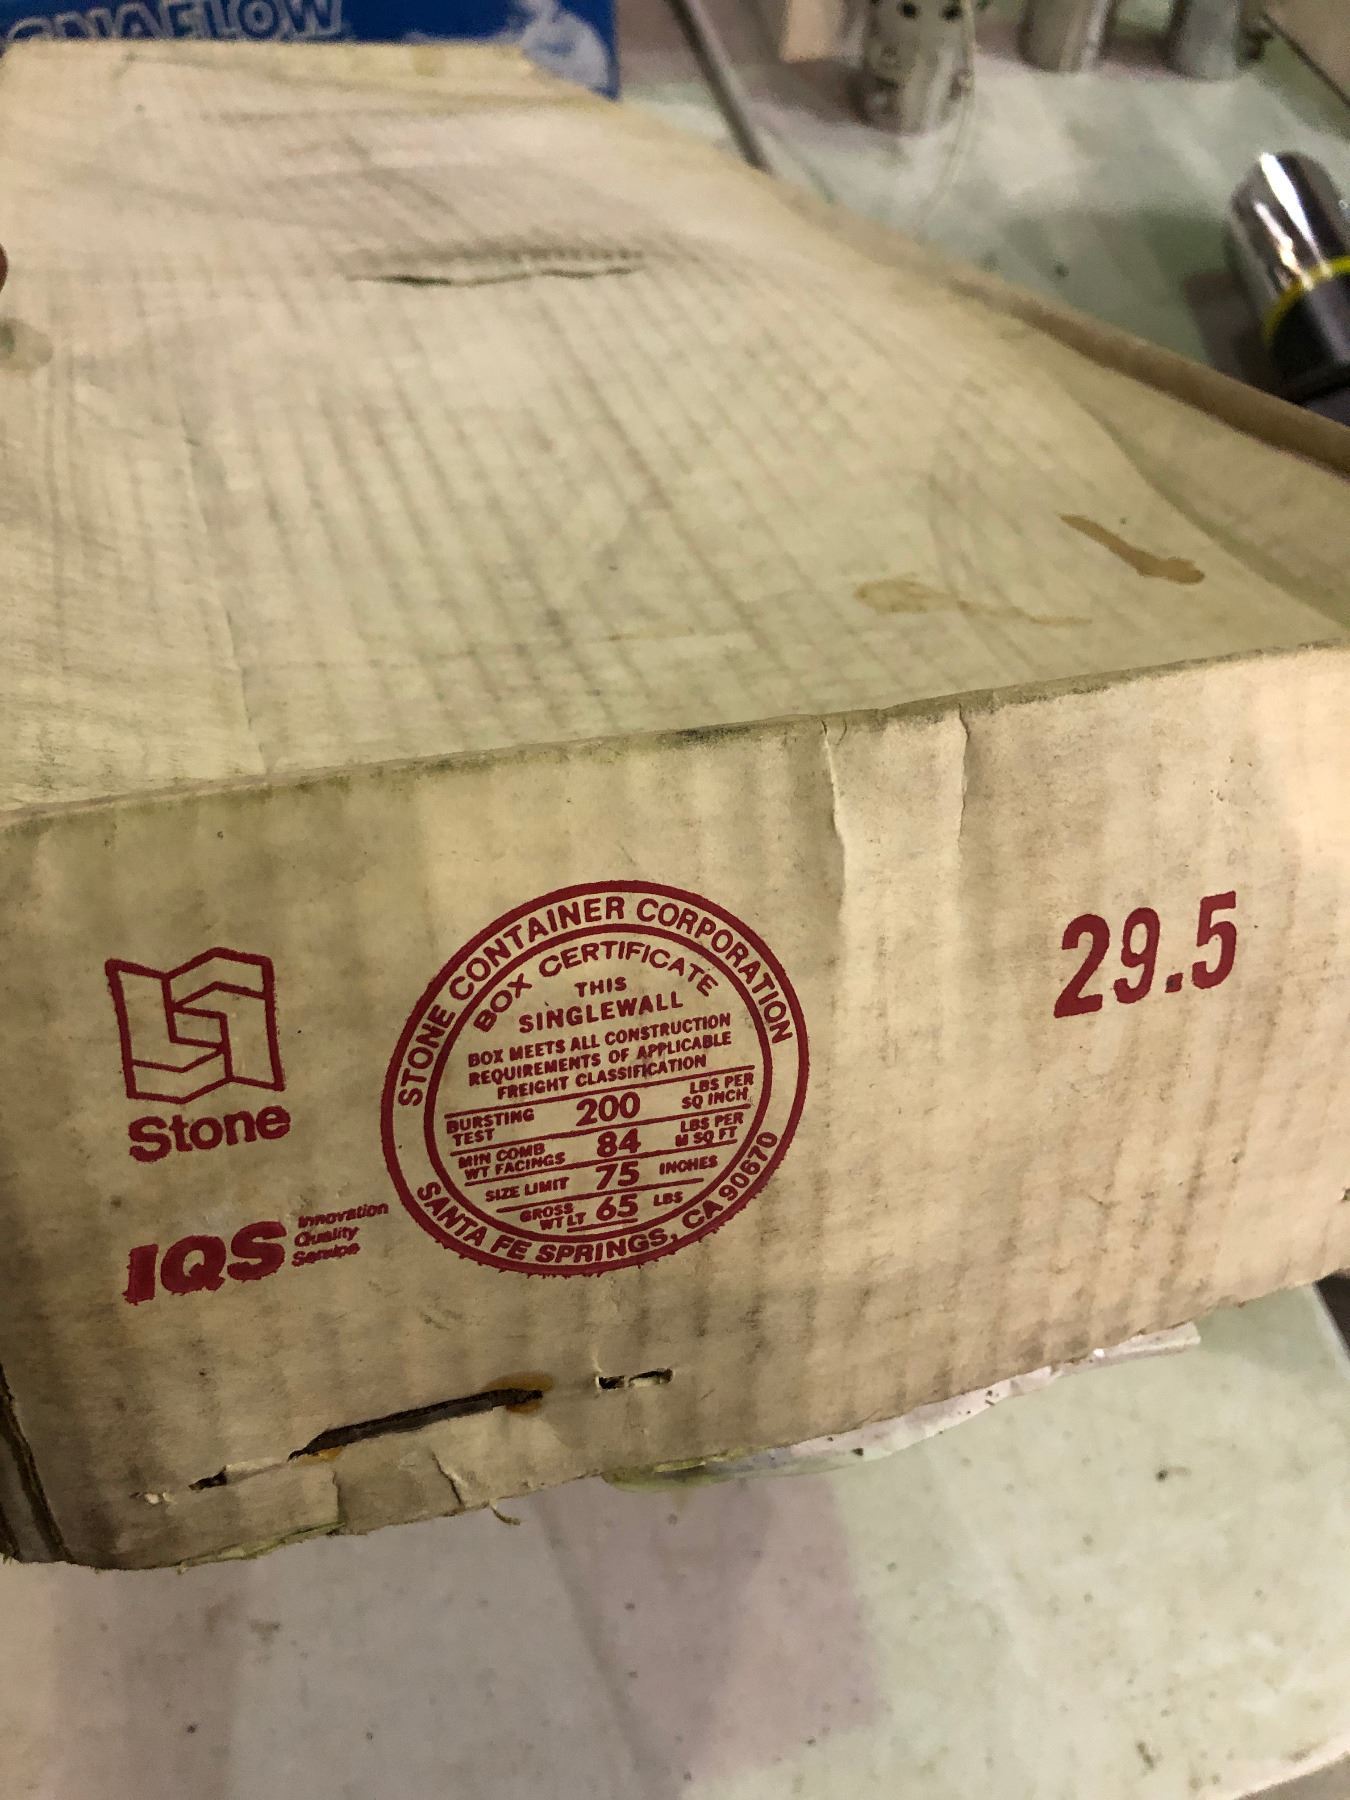 Stone
IQS
Innovation
Quality
Service
STONE CONTAINER CORPORATION
BOX CERTIFICATE
THIS
SINGLEWALL
BOX MEETS ALL CONSTRUCTION
REQUIREMENTS OF APPLICABLE
FREIGHT CLASSIFICATION
BURSTING TEST 200 LBS PER SQ INCH
MIN COMB WT FACINGS 84 LBS PER M SQ FT
SIZE LIMIT 75 INCHES
GROSS WT LT 65 LBS
SANTA FE SPRINGS, CA 90670
29.5